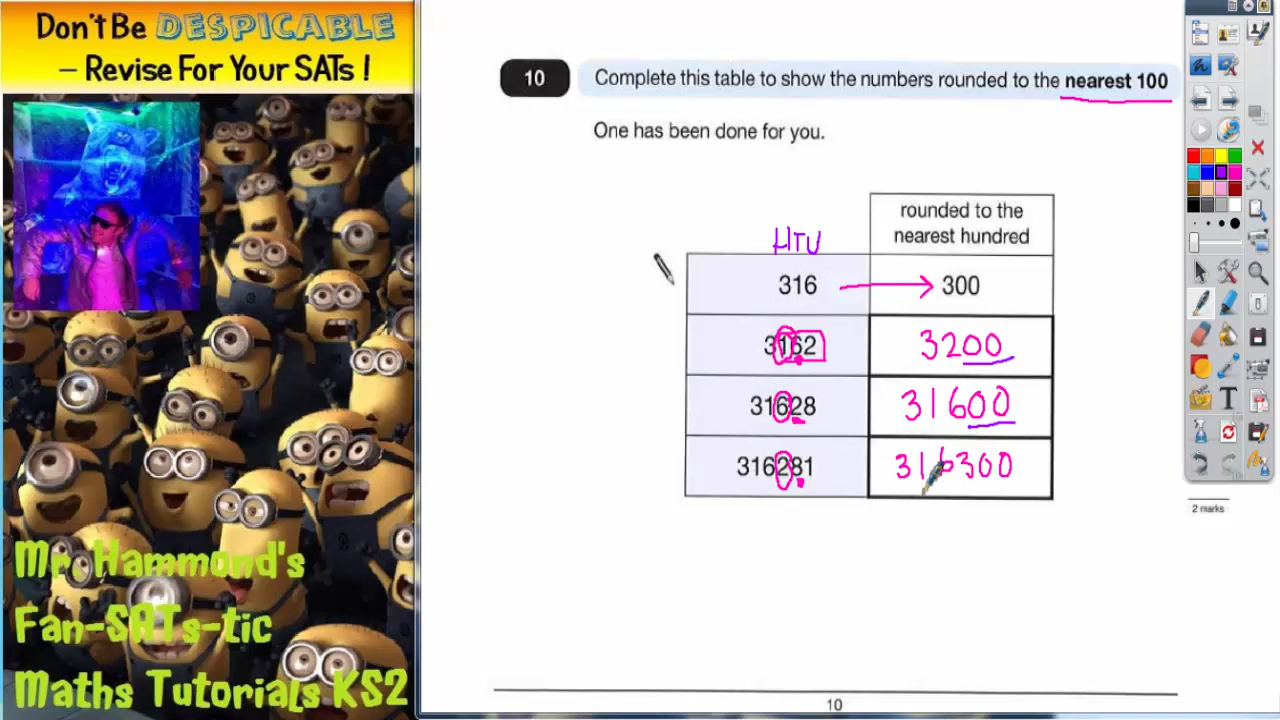 Don't Be DESPICABLE
– Revise For Your SATs !
Mr. Hammond's
Fan-SATs-tic
Maths Tutorials KS2
10
Complete this table to show the numbers rounded to the nearest 100
One has been done for you.
rounded to the
nearest hundred
HTU
316
300
3162
3200
31628
31600
316281
316300
2 marks
10